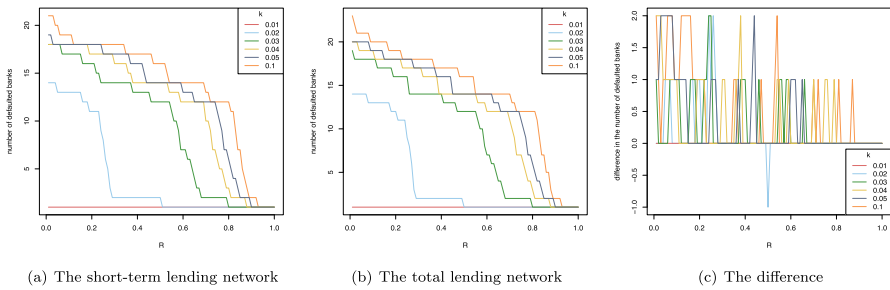 number of defaulted banks
20
15
10
5
k
0.01
0.02
0.03
0.04
0.05
0.1
0.0 0.2 0.4 0.6 0.8 1.0
R
(a) The short-term lending network
number of defaulted banks
20
15
10
5
k
0.01
0.02
0.03
0.04
0.05
0.1
0.0 0.2 0.4 0.6 0.8 1.0
R
(b) The total lending network
difference in the number of defaulted banks
2.0
1.5
1.0
0.5
0.0
−0.5
−1.0
k
0.01
0.02
0.03
0.04
0.05
0.1
0.0 0.2 0.4 0.6 0.8 1.0
R
(c) The difference